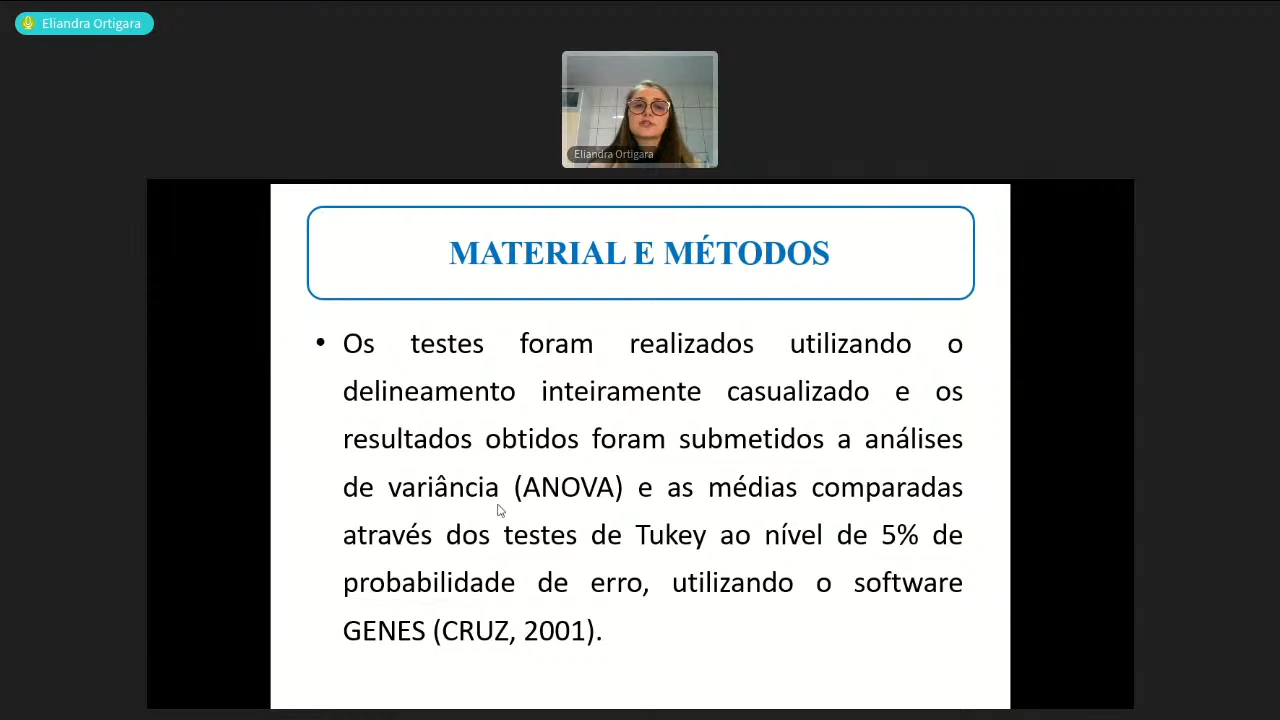 Eliandra Ortigara
Eliandra Ortigara
MATERIAL E MÉTODOS
• Os testes foram realizados utilizando o
delineamento inteiramente casualizado e os
resultados obtidos foram submetidos a análises
de variância (ANOVA) e as médias comparadas
através dos testes de Tukey ao nível de 5% de
probabilidade de erro, utilizando o software
GENES (CRUZ, 2001).